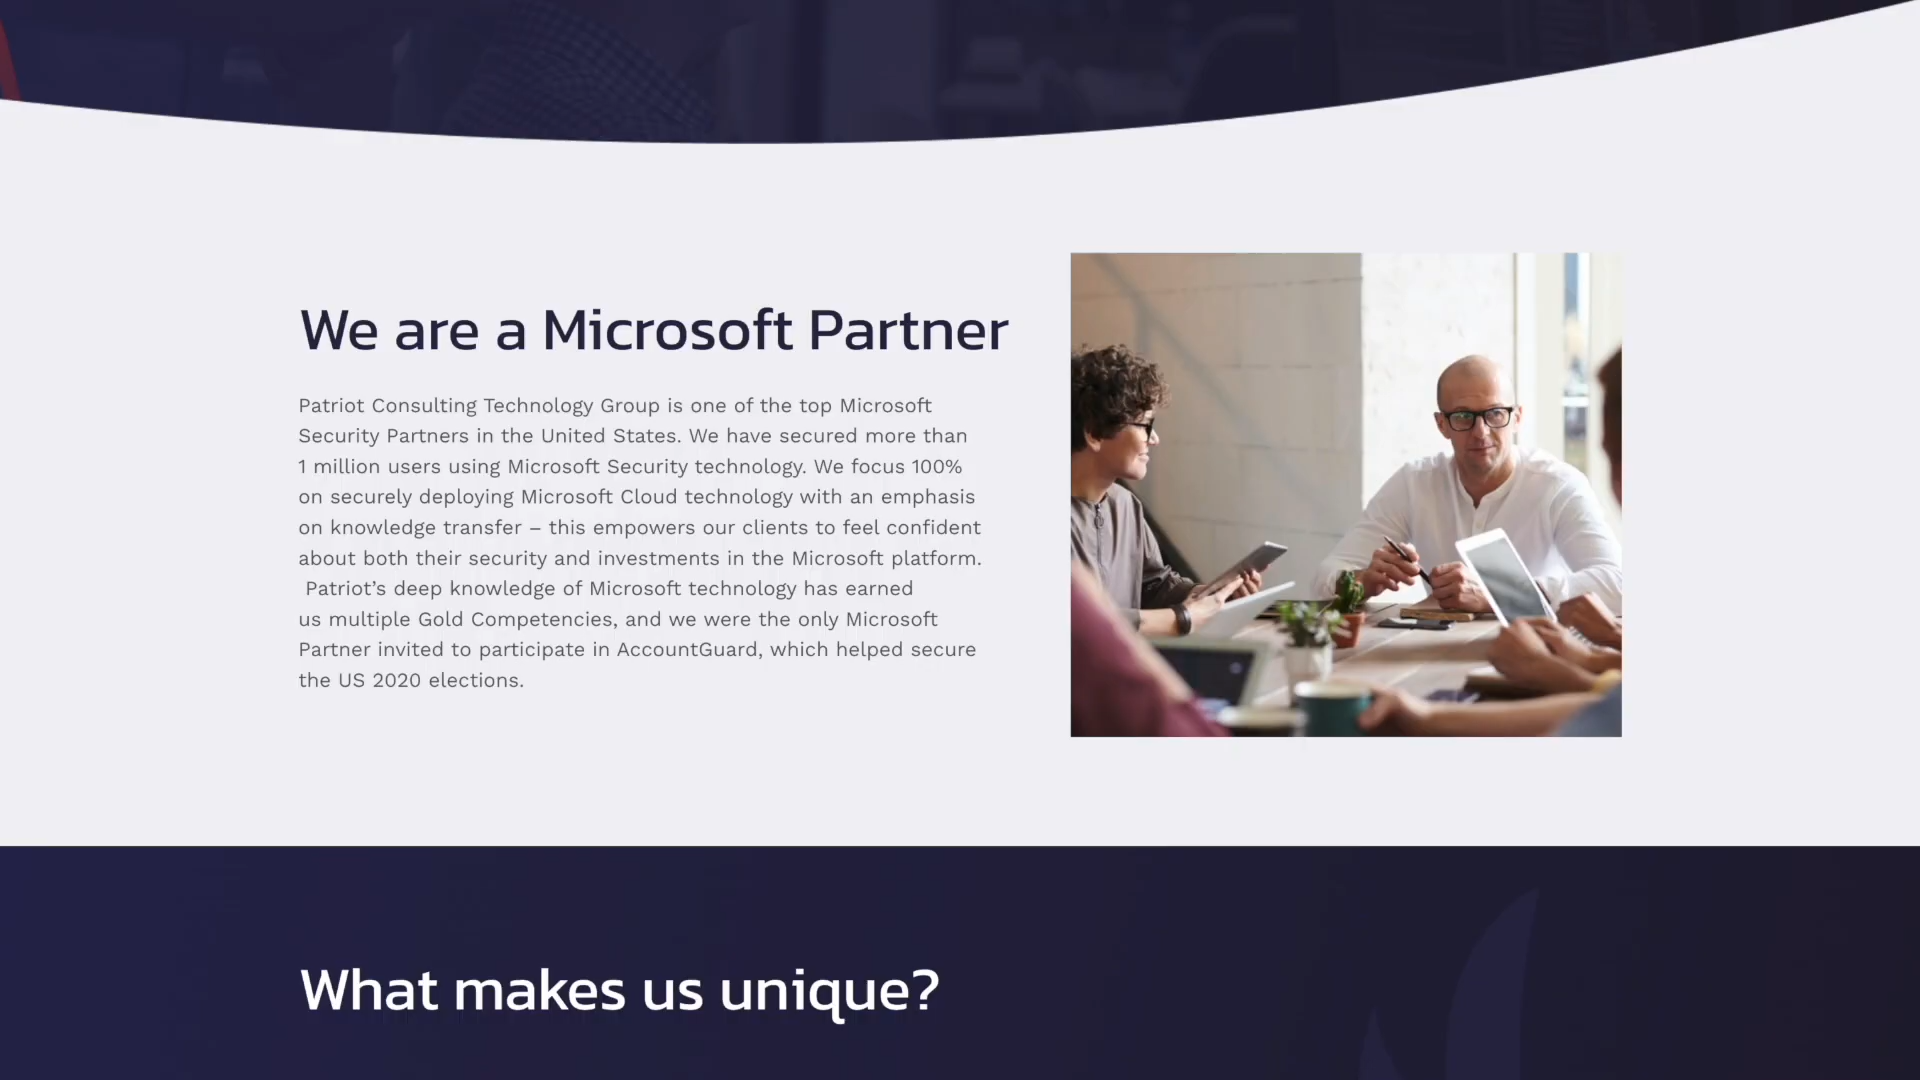 We are a Microsoft Partner
Patriot Consulting Technology Group is one of the top Microsoft
Security Partners in the United States. We have secured more than
1 million users using Microsoft Security technology. We focus 100%
on securely deploying Microsoft Cloud technology with an emphasis
on knowledge transfer – this empowers our clients to feel confident
about both their security and investments in the Microsoft platform.
Patriot’s deep knowledge of Microsoft technology has earned
us multiple Gold Competencies, and we were the only Microsoft
Partner invited to participate in AccountGuard, which helped secure
the US 2020 elections.
What makes us unique?